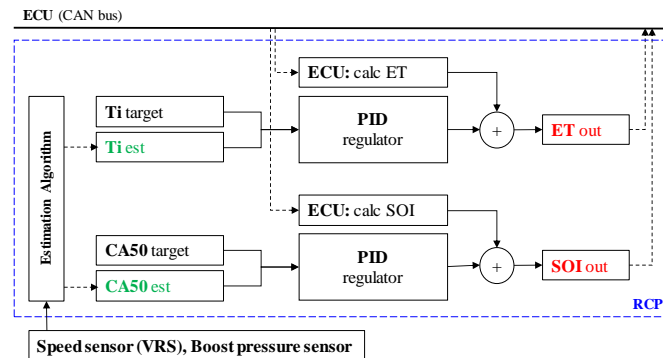 ECU (CAN bus)
ECU: calc ET
Ti target
PID
regulator
Ti est
+
ET out
Estimation Algorithm
ECU: calc SOI
CA50 target
PID
regulator
CA50 est
+
SOI out
RCP
Speed sensor (VRS), Boost pressure sensor